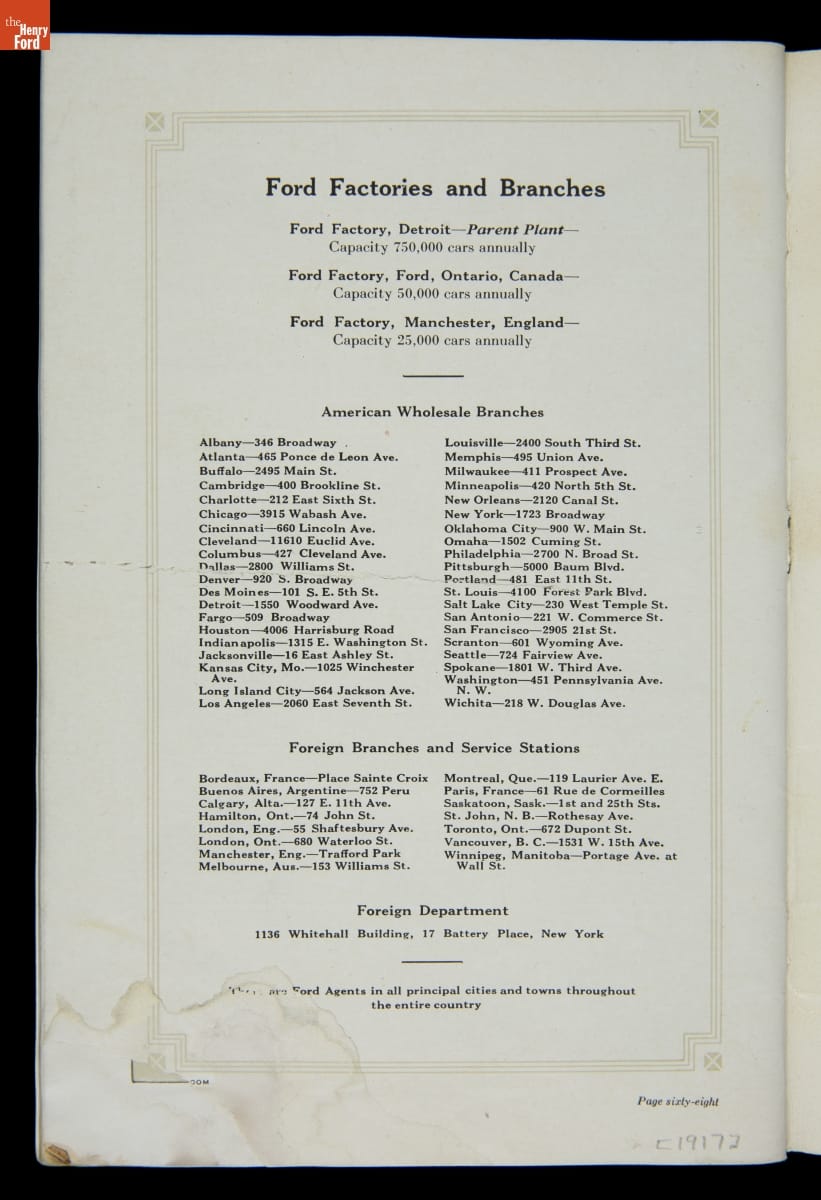 the
Henry
Ford
Ford Factories and Branches
Ford Factory, Detroit—Parent Plant—
Capacity 750,000 cars annually
Ford Factory, Ford, Ontario, Canada—
Capacity 50,000 cars annually
Ford Factory, Manchester, England—
Capacity 25,000 cars annually
American Wholesale Branches
Albany—346 Broadway
Atlanta—465 Ponce de Leon Ave.
Buffalo—2495 Main St.
Cambridge—400 Brookline St.
Charlotte—212 East Sixth St.
Chicago—3915 Wabash Ave.
Cincinnati—660 Lincoln Ave.
Cleveland—11610 Euclid Ave.
Columbus—427 Cleveland Ave.
Dallas—2800 Williams St.
Denver—920 S. Broadway
Des Moines—101 S. E. 5th St.
Detroit—1550 Woodward Ave.
Fargo—509 Broadway
Houston—4006 Harrisburg Road
Indianapolis—1315 E. Washington St.
Jacksonville—16 East Ashley St.
Kansas City, Mo.—1025 Winchester
Ave.
Long Island City—564 Jackson Ave.
Los Angeles—2060 East Seventh St.
Louisville—2400 South Third St.
Memphis—495 Union Ave.
Milwaukee—411 Prospect Ave.
Minneapolis—420 North 5th St.
New Orleans—2120 Canal St.
New York—1723 Broadway
Oklahoma City—900 W. Main St.
Omaha—1502 Cuming St.
Philadelphia—2700 N. Broad St.
Pittsburgh—5000 Baum Blvd.
Portland—481 East 11th St.
St. Louis—4100 Forest Park Blvd.
Salt Lake City—230 West Temple St.
San Antonio—221 W. Commerce St.
San Francisco—2905 21st St.
Scranton—601 Wyoming Ave.
Seattle—724 Fairview Ave.
Spokane—1801 W. Third Ave.
Washington—451 Pennsylvania Ave.
N. W.
Wichita—218 W. Douglas Ave.
Foreign Branches and Service Stations
Bordeaux, France—Place Sainte Croix
Buenos Aires, Argentine—752 Peru
Calgary, Alta.—127 E. 11th Ave.
Hamilton, Ont.—74 John St.
London, Eng.—55 Shaftesbury Ave.
London, Ont.—680 Waterloo St.
Manchester, Eng.—Trafford Park
Melbourne, Aus.—153 Williams St.
Montreal, Que.—119 Laurier Ave. E.
Paris, France—61 Rue de Cormeilles
Saskatoon, Sask.—1st and 25th Sts.
St. John, N. B.—Rothesay Ave.
Toronto, Ont.—672 Dupont St.
Vancouver, B. C.—1531 W. 15th Ave.
Winnipeg, Manitoba—Portage Ave. at
Wall St.
Foreign Department
1136 Whitehall Building, 17 Battery Place, New York
are Ford Agents in all principal cities and towns throughout
the entire country
Page sixty-eight